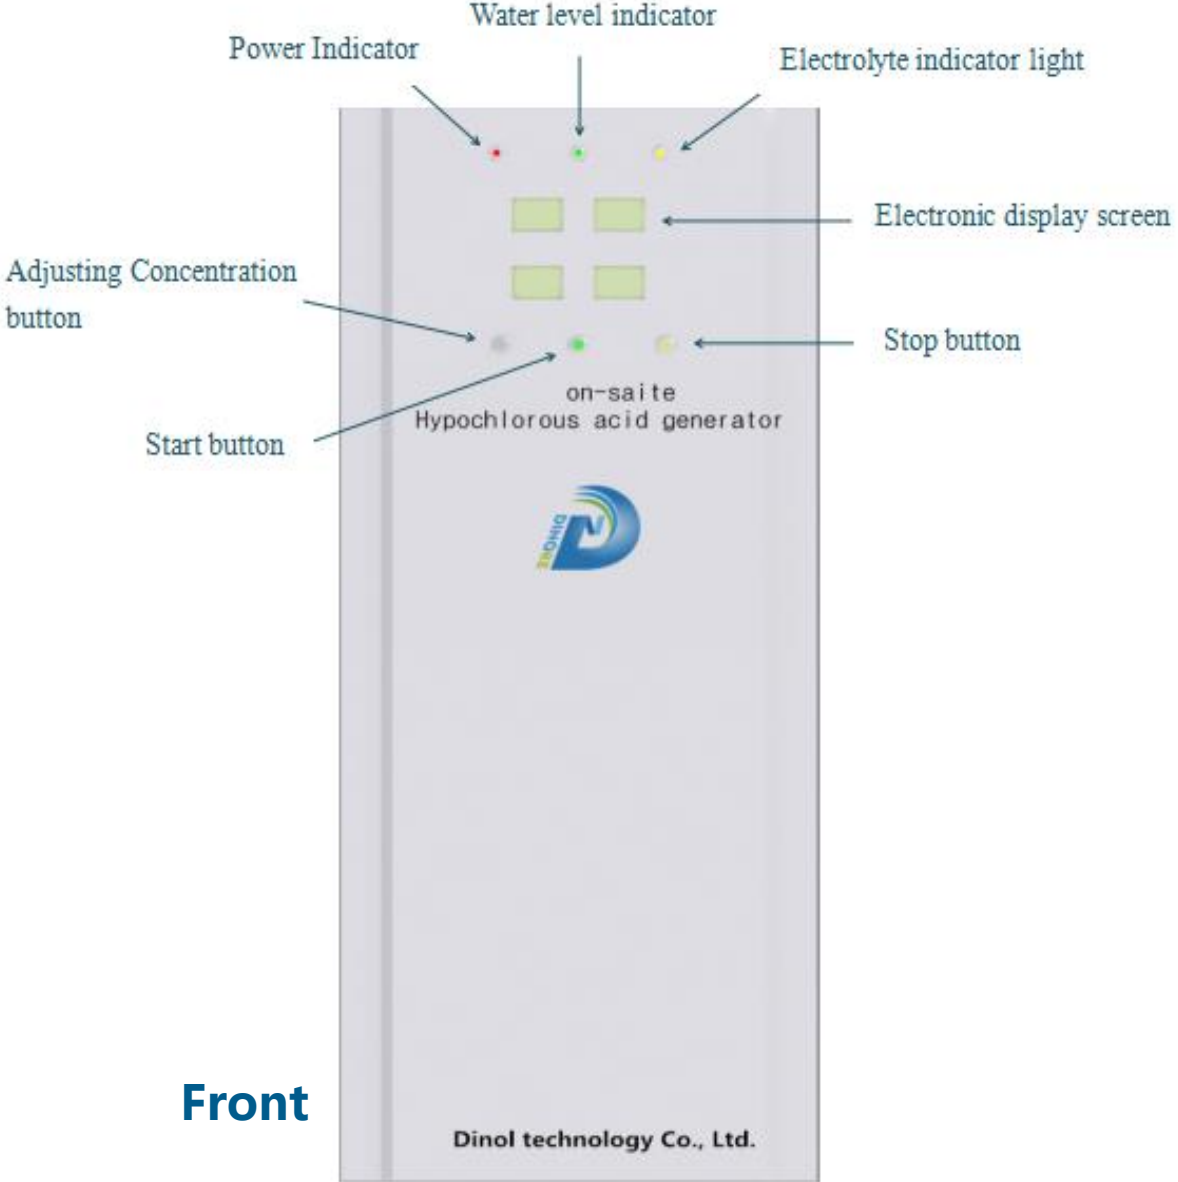 Water level indicator
Power Indicator
Electrolyte indicator light
Electronic display screen
Adjusting Concentration
button
Stop button
on-saite
Hypochlorous acid generator
Start button
DINORE
Front
Dinol technology Co., Ltd.